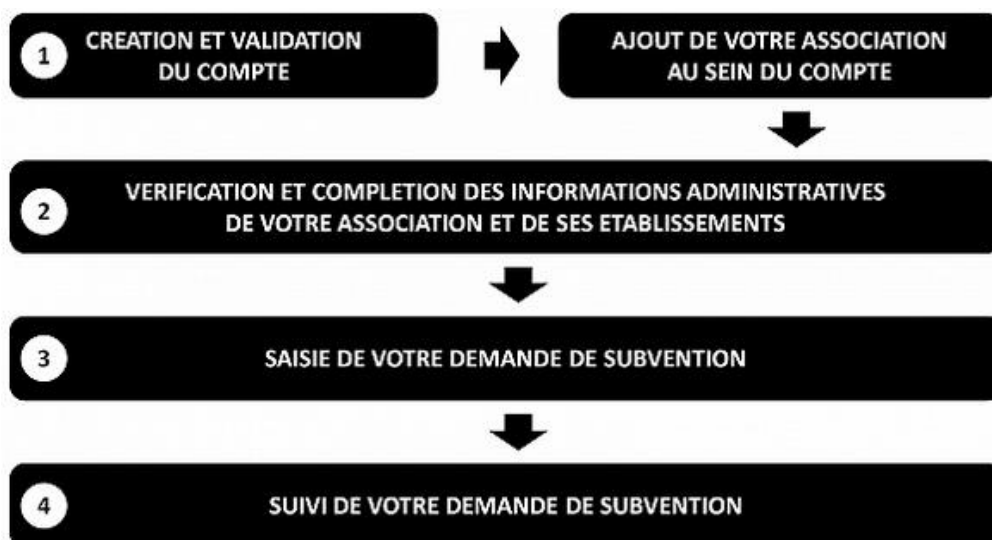 1
CREATION ET VALIDATION
DU COMPTE
AJOUT DE VOTRE ASSOCIATION
AU SEIN DU COMPTE
2
VERIFICATION ET COMPLETION DES INFORMATIONS ADMINISTRATIVES
DE VOTRE ASSOCIATION ET DE SES ETABLISSEMENTS
3
SAISIE DE VOTRE DEMANDE DE SUBVENTION
4
SUIVI DE VOTRE DEMANDE DE SUBVENTION